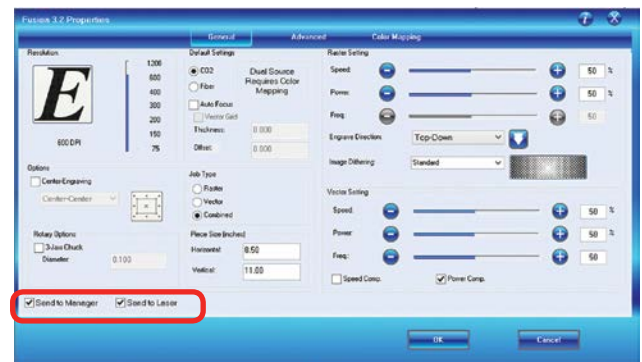 Fusion 3.2 Properties
General Advanced Color Mapping
Resolution
E
600 DPI
1200
600
400
300
200
150
75
Options
Center-Engraving
Center-Center
Rotary Options
3-Jaw Chuck
Diameter 0.100
Default Settings
CO2
Fiber
Dual Source Requires Color Mapping
Auto Focus
Vector Grid
Thickness: 0.000
Offset: 0.000
Job Type
Raster
Vector
Combined
Piece Size (inches)
Horizontal: 8.50
Vertical: 11.00
Raster Setting
Speed: 50 %
Power: 50 %
Freq: 50
Engrave Direction: Top-Down
Image Dithering: Standard
Vector Setting
Speed: 50 %
Power: 50 %
Freq.: 50
Speed Comp. Power Comp.
Send to Manager Send to Laser
OK Cancel